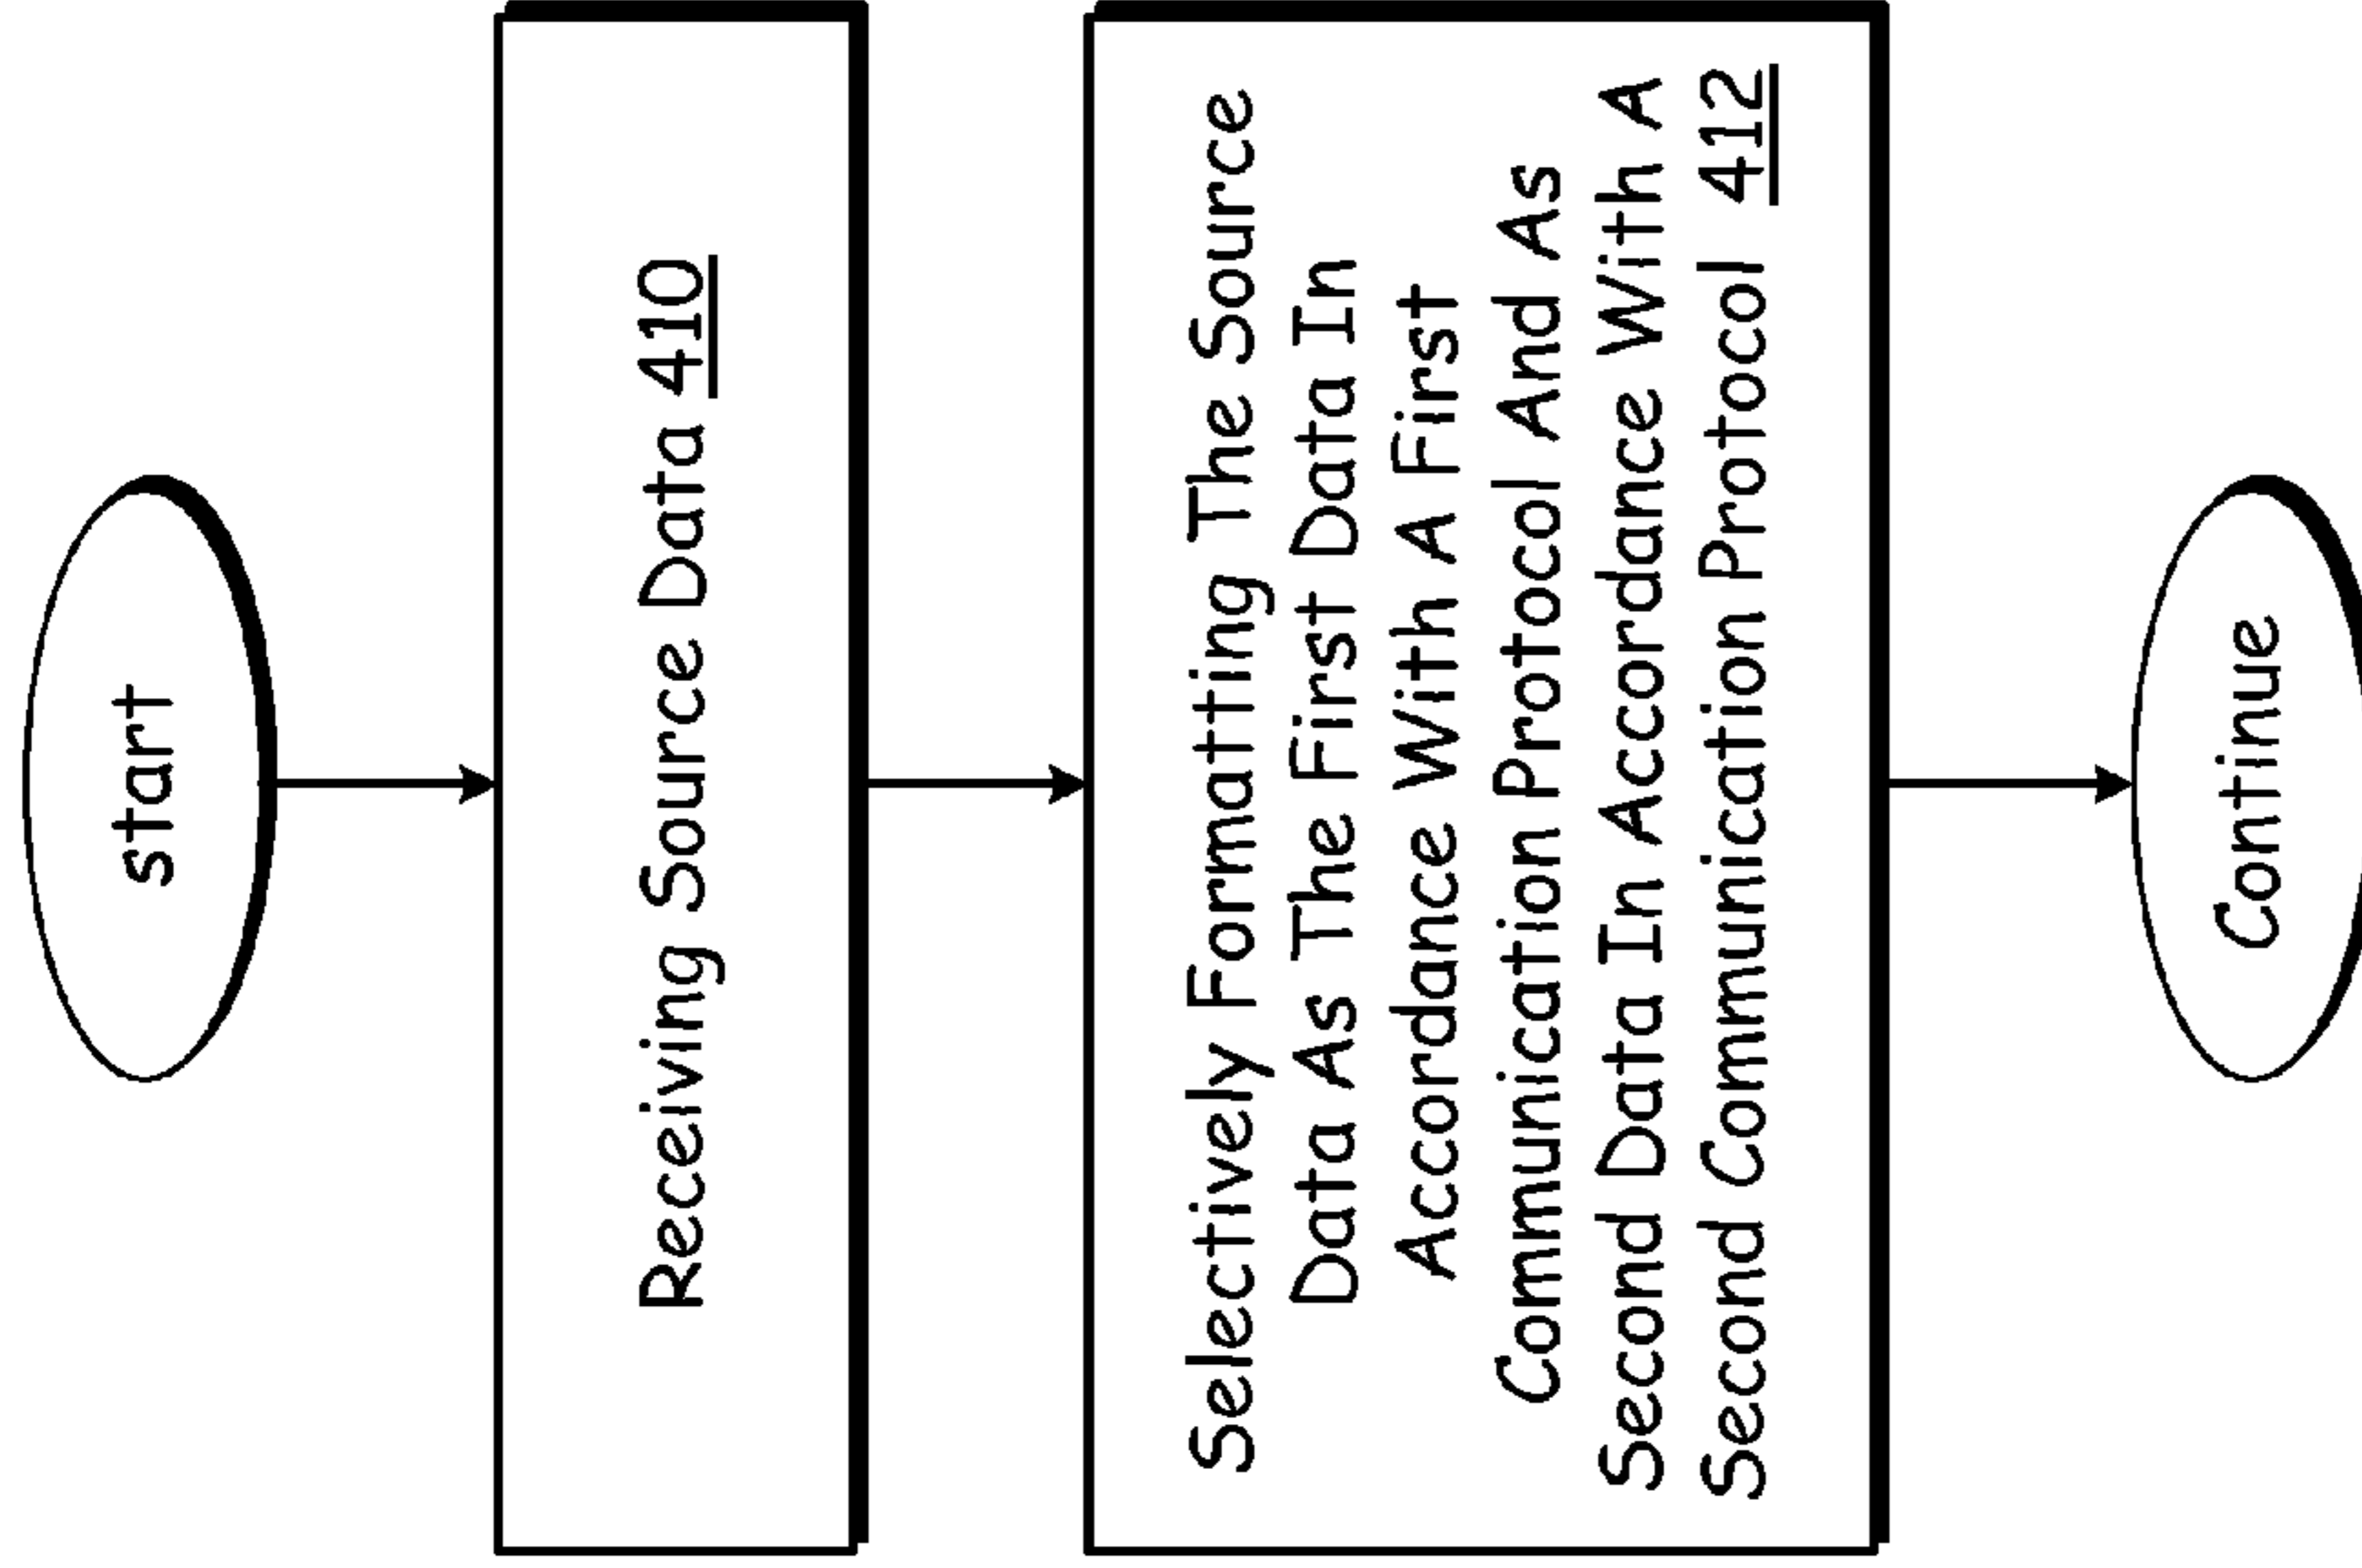 start
Receiving Source Data 410
Selectively Formatting The Source
Data As The First Data In
Accordance With A First
Communication Protocol And As
Second Data In Accordance With A
Second Communication Protocol 412
Continue